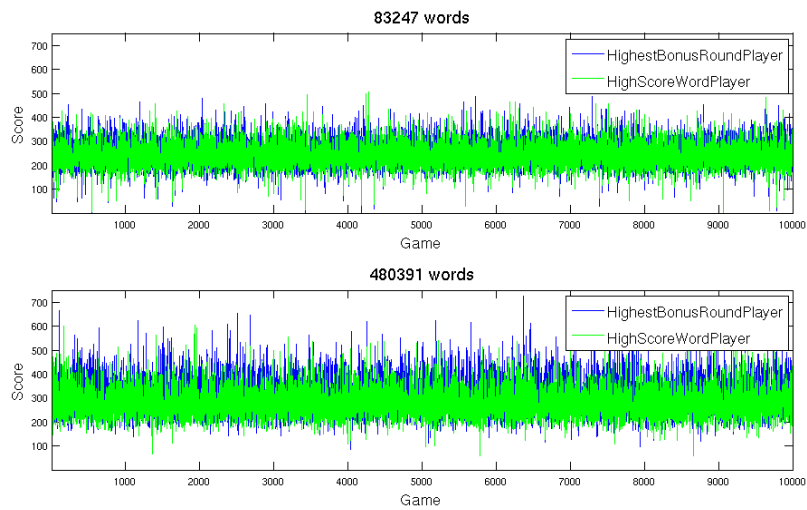 83247 words
700
600
500
400
300
200
100
Score
HighestBonusRoundPlayer
HighScoreWordPlayer
1000 2000 3000 4000 5000 6000 7000 8000 9000 10000
Game
480391 words
700
600
500
400
300
200
100
Score
HighestBonusRoundPlayer
HighScoreWordPlayer
1000 2000 3000 4000 5000 6000 7000 8000 9000 10000
Game